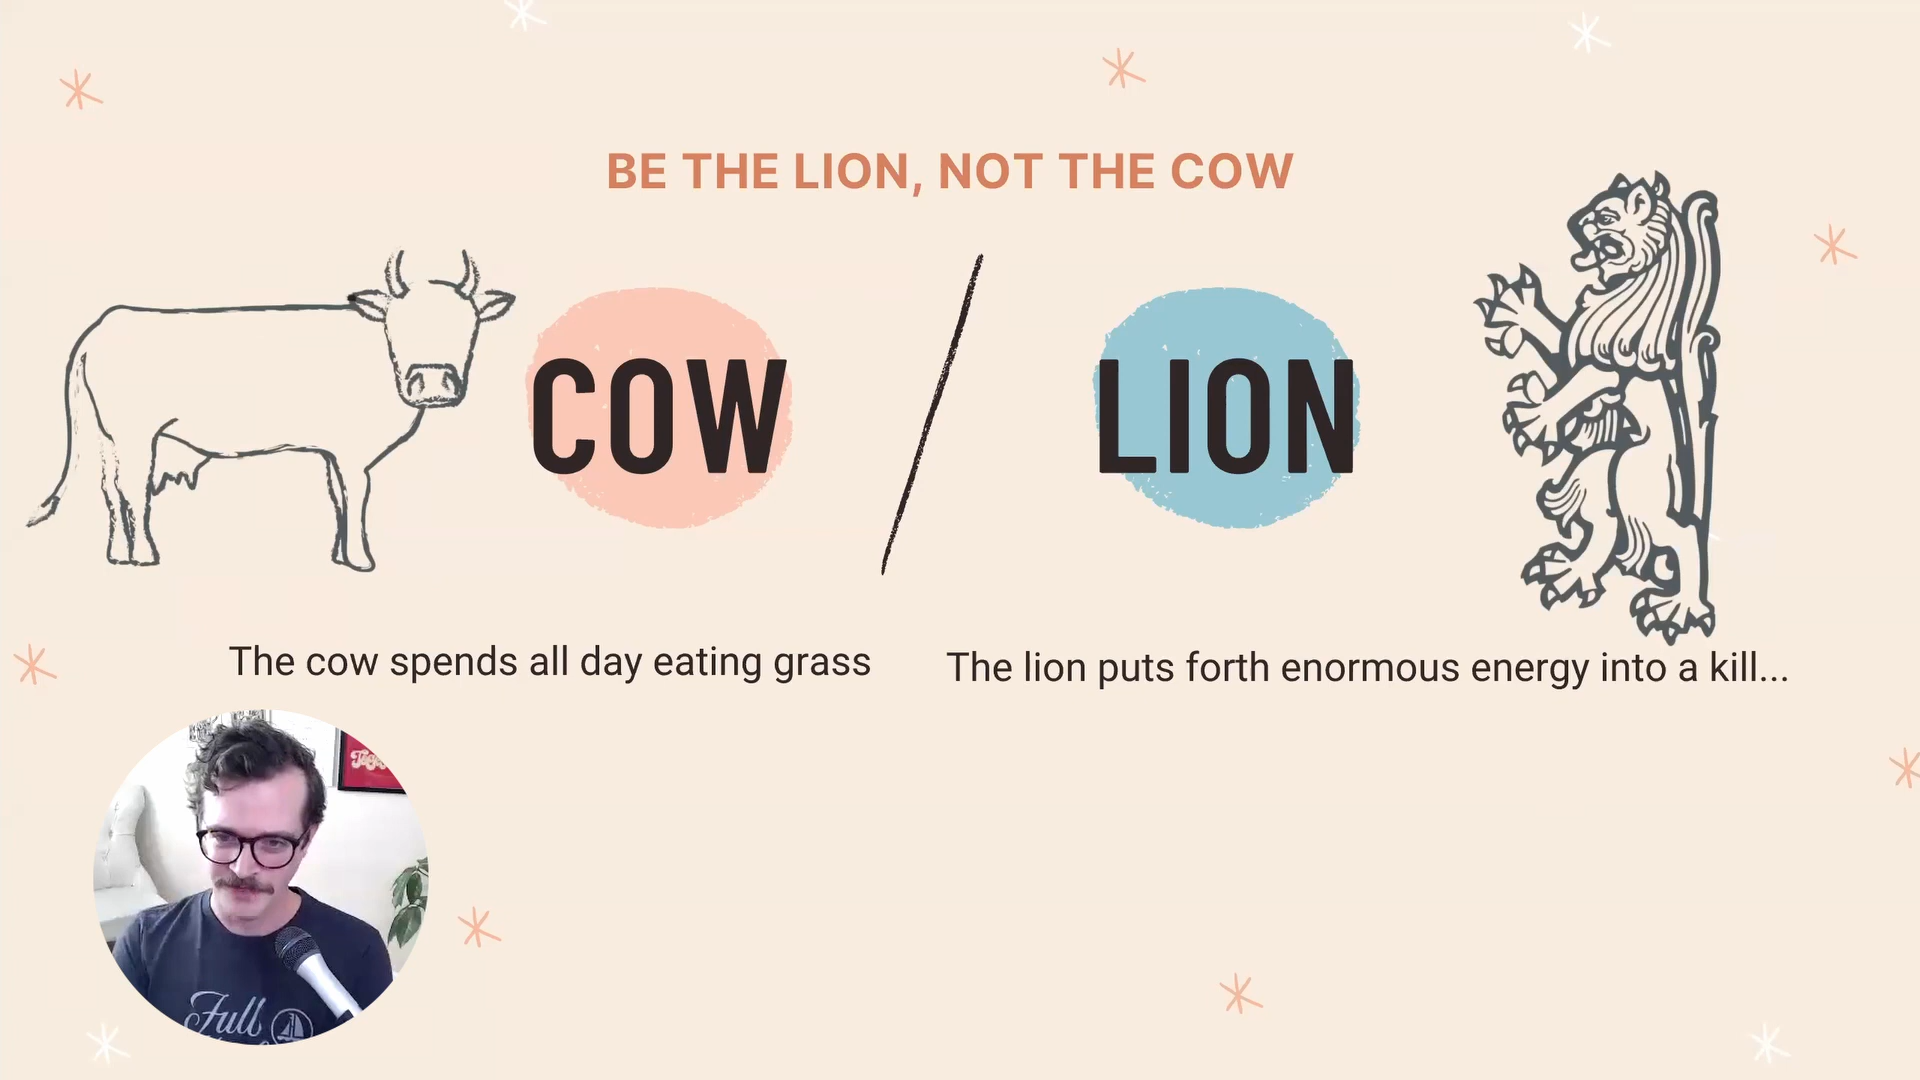 BE THE LION, NOT THE COW
COW
LION
The cow spends all day eating grass
The lion puts forth enormous energy into a kill...
Full